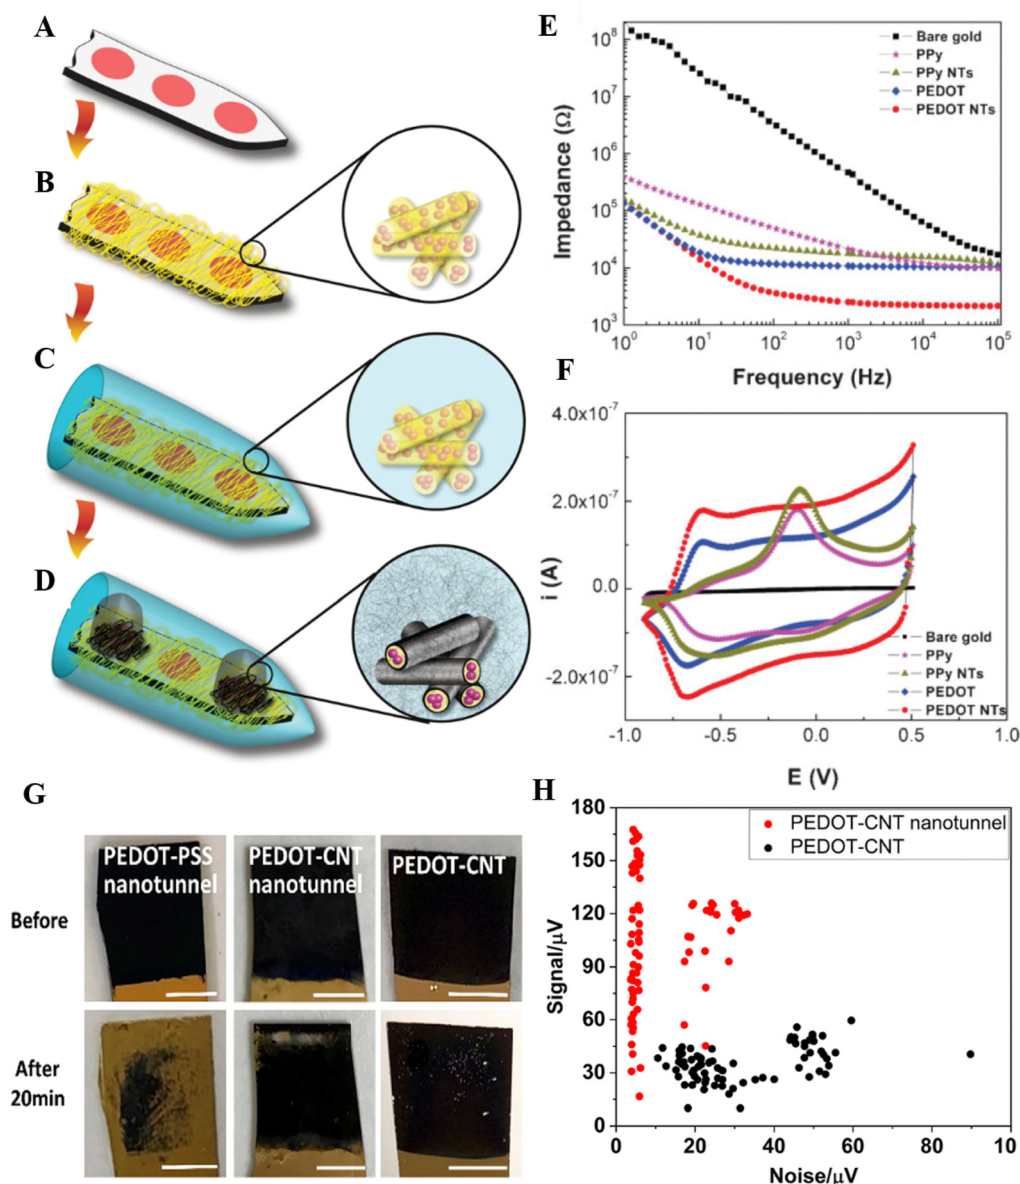 A
B
C
D
E
10⁸
10⁷
10⁶
10⁵
10⁴
10³
Impedance (Ω)
10⁰
10¹
10²
10³
10⁴
10⁵
Frequency (Hz)
Bare gold
PPy
PPy NTs
PEDOT
PEDOT NTs
F
4.0x10⁻⁷
2.0x10⁻⁷
0.0
-2.0x10⁻⁷
i (A)
-1.0
-0.5
0.0
0.5
1.0
E (V)
Bare gold
PPy
PPy NTs
PEDOT
PEDOT NTs
G
PEDOT-PSS
nanotunnel
PEDOT-CNT
nanotunnel
PEDOT-CNT
Before
After
20min
H
180
150
120
90
60
30
0
Signal/µV
0
20
40
60
80
10
Noise/µV
PEDOT-CNT nanotunnel
PEDOT-CNT